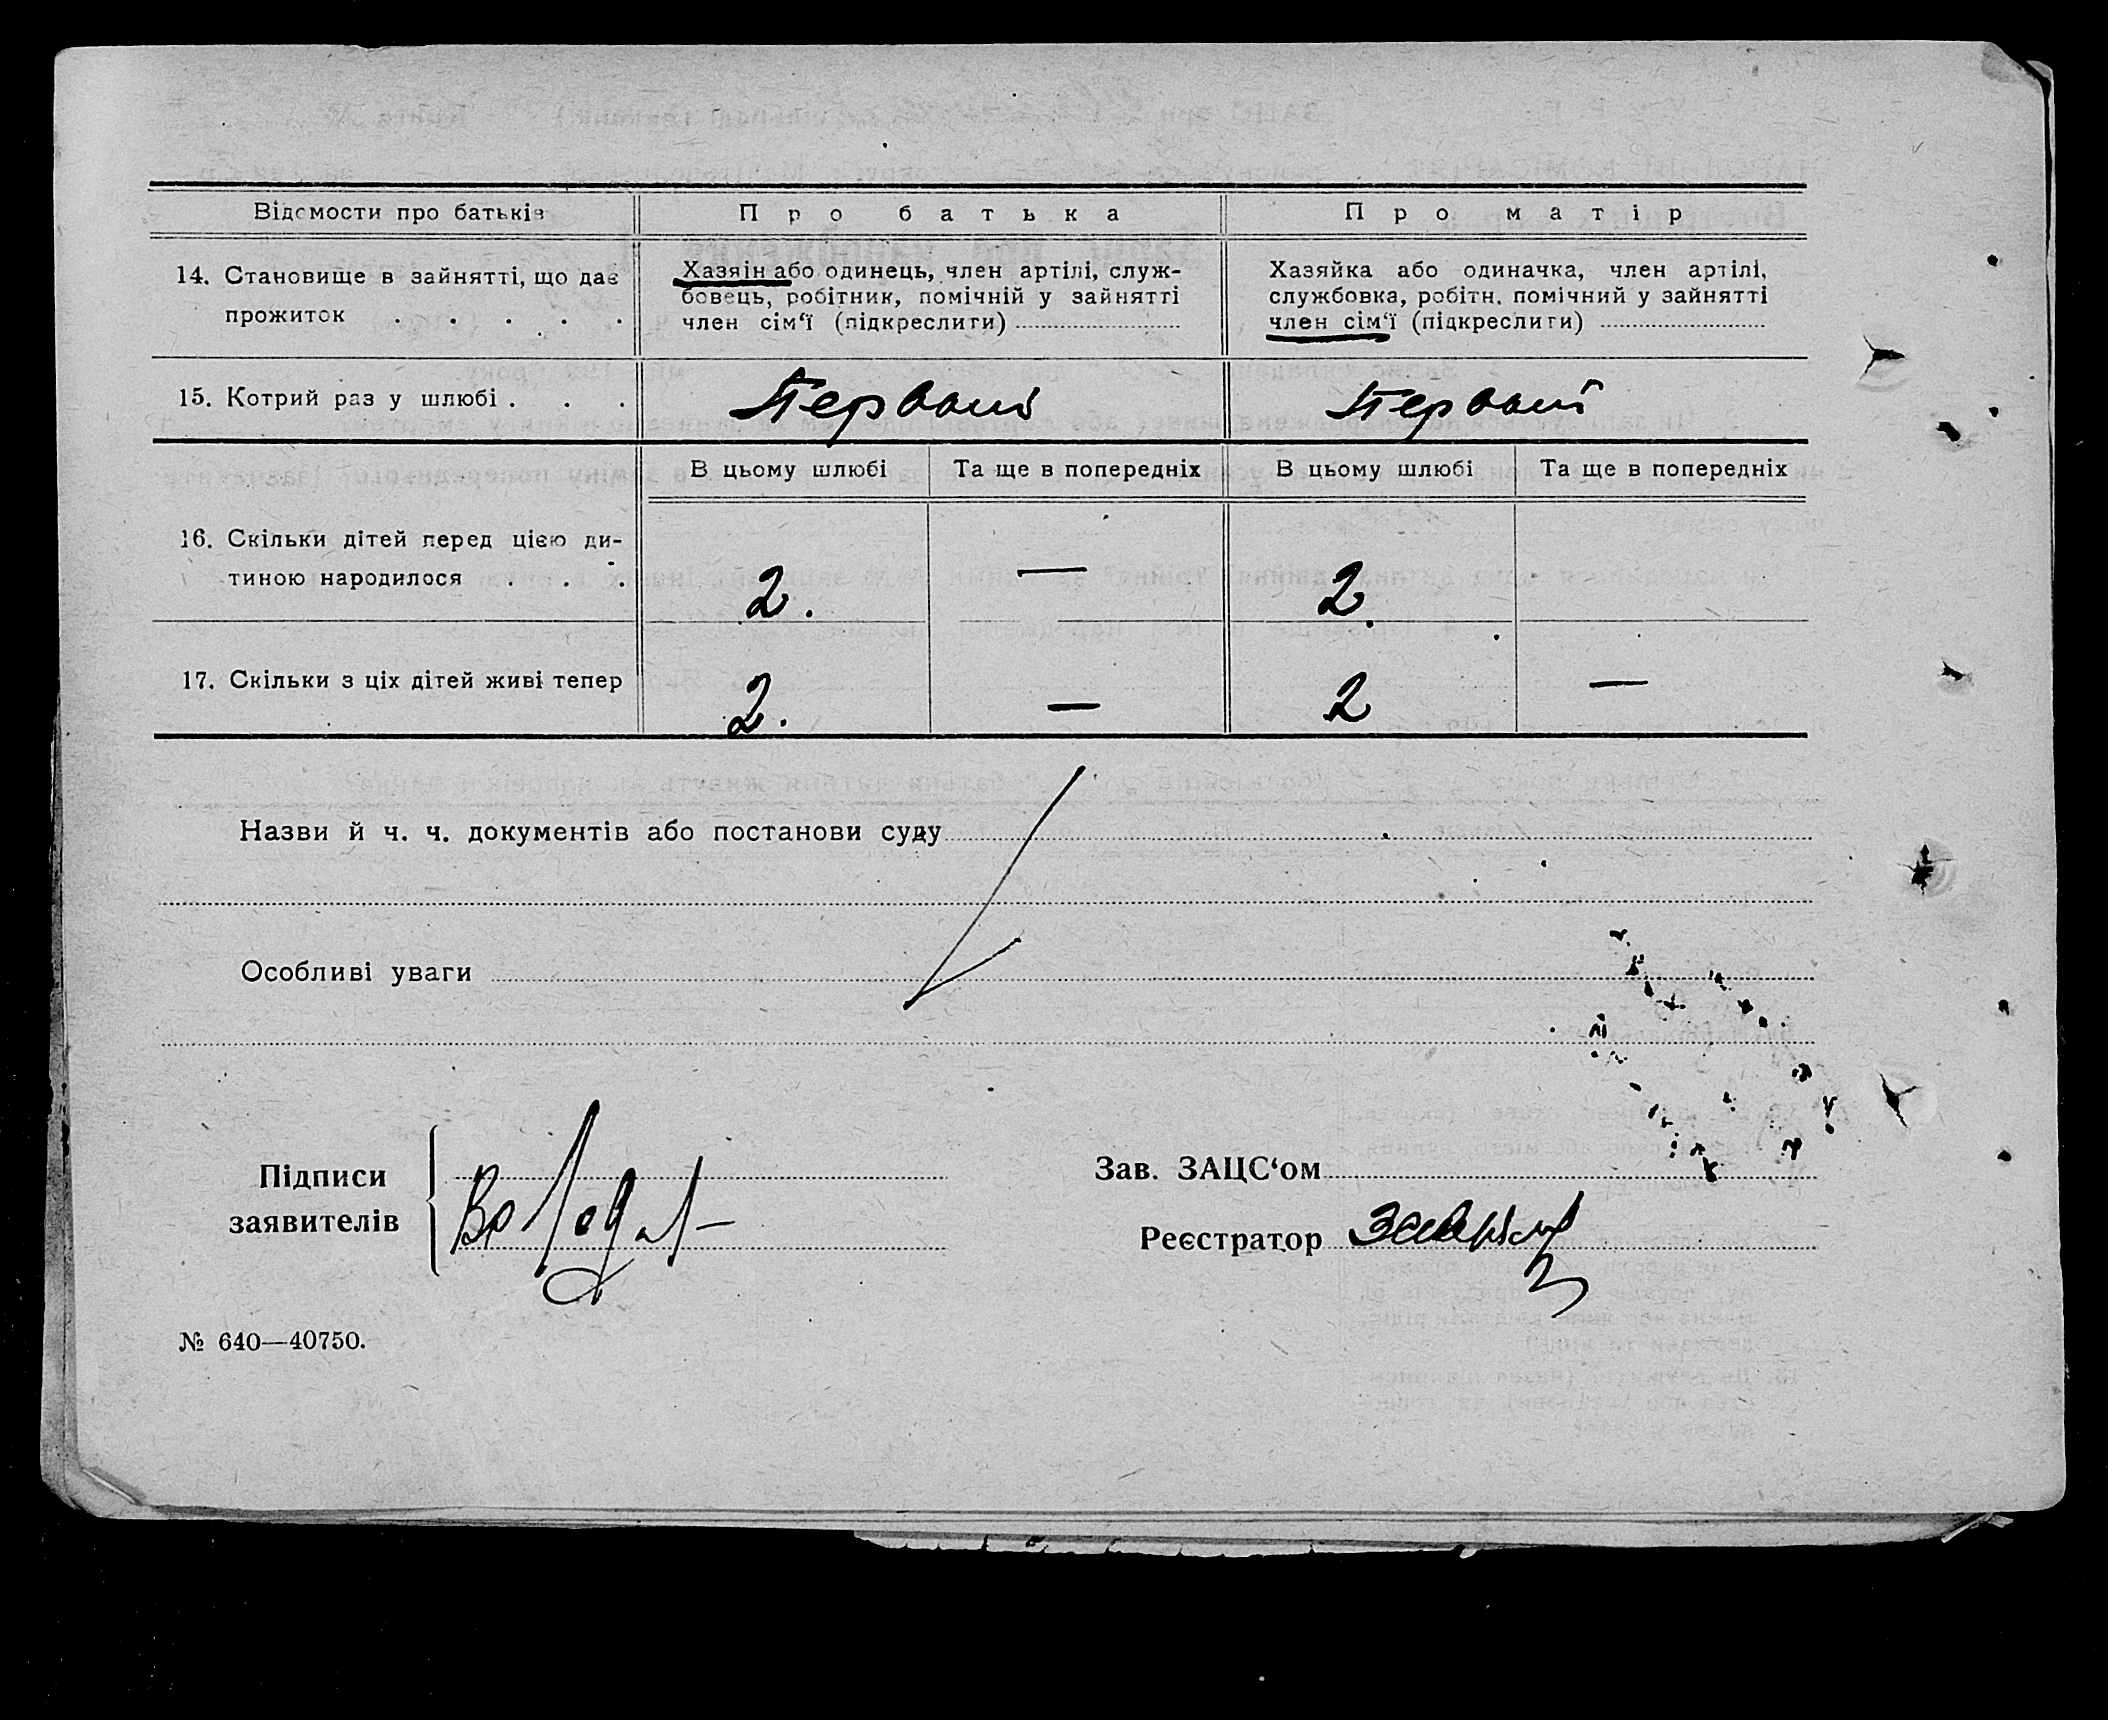 Відомости про батьків
Про батька
Про матір
14. Становище в зайнятті, що дає
прожиток . . . . .
Хазяїн або одинець, член артілі, служ-
бовець, робітник, помічній у зайнятті
член сім‘ї (підкреслити)
Хазяйка або одиначка, член артілі,
службовка, робітн. помічний у зайнятті
член сім‘ї (підкреслити)
15. Котрий раз у шлюбі . . .
Первый
Первый
В цьому шлюбі
Та ще в попередніх
В цьому шлюбі
Та ще в попередніх
16. Скільки дітей перед цією ди-
тиною народилося . . .
2.
—
2
17. Скільки з ціх дітей живі тепер
2.
—
2
—
Назви й ч. ч. документів або постанови суду
Особливі уваги
Підписи
заявителів
Зав. ЗАЦС‘ом
Реєстратор
№ 640—40750.